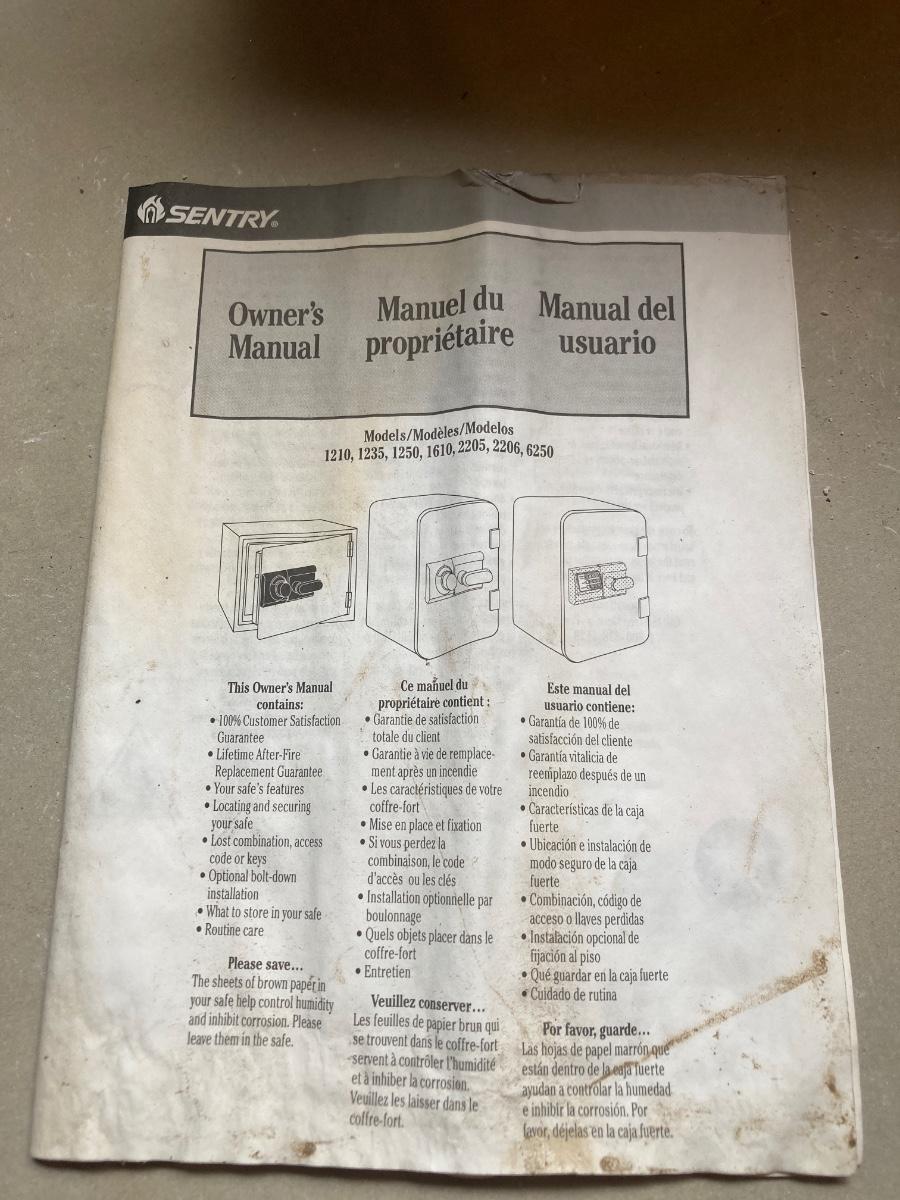 SENTRY®
Owner's
Manual
Manuel du
propriétaire
Manual del
usuario
Models/Modèles/Modelos
1210, 1235, 1250, 1610, 2205, 2206, 6250
This Owner's Manual
contains:
• 100% Customer Satisfaction
Guarantee
• Lifetime After-Fire
Replacement Guarantee
• Your safe's features
• Locating and securing
your safe
• Lost combination, access
code or keys
• Optional bolt-down
installation
• What to store in your safe
• Routine care
Please save...
The sheets of brown paper in
your safe help control humidity
and inhibit corrosion. Please
leave them in the safe.
Ce manuel du
propriétaire contient :
• Garantie de satisfaction
totale du client
• Garantie à vie de remplace-
ment après un incendie
• Les caractéristiques de votre
coffre-fort
• Mise en place et fixation
• Si vous perdez la
combinaison, le code
d'accès ou les clés
• Installation optionnelle par
boulonnage
• Quels objets placer dans le
coffre-fort
• Entretien
Veuillez conserver...
Les feuilles de papier brun qui
se trouvent dans le coffre-fort
servent à contrôler l'humidité
et à inhiber la corrosion.
Veuillez les laisser dans le
coffre-fort.
Este manual del
usuario contiene:
• Garantía de 100% de
satisfacción del cliente
• Garantía vitalicia de
reemplazo después de un
incendio
• Características de la caja
fuerte
• Ubicación e instalación de
modo seguro de la caja
fuerte
• Combinación, código de
acceso o llaves perdidas
• Instalación opcional de
fijación al piso
• Qué guardar en la caja fuerte
• Cuidado de rutina
Por favor, guarde...
Las hojas de papel marrón que
están dentro de la caja fuerte
ayudan a controlar la humedad
e inhibir la corrosión. Por
favor, déjelas en la caja fuerte.